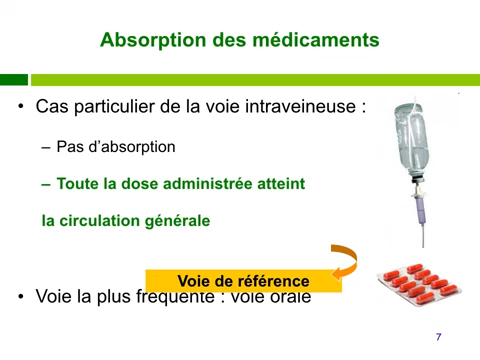 Absorption des médicaments
• Cas particulier de la voie intraveineuse :
– Pas d’absorption
– Toute la dose administrée atteint
la circulation générale
Voie de référence
• Voie la plus fréquente : voie orale
7